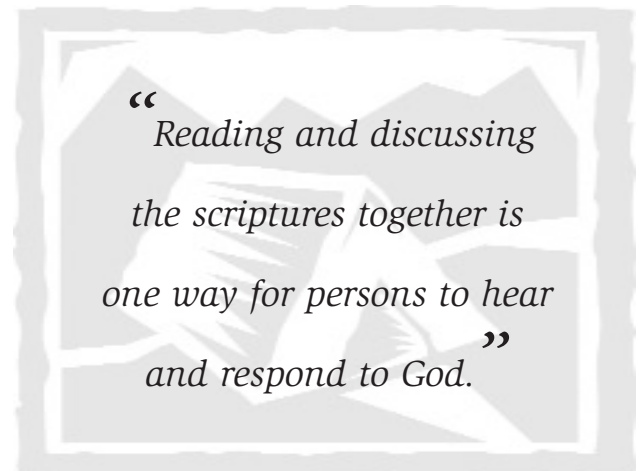 “Reading and discussing
the scriptures together is
one way for persons to hear
and respond to God.”